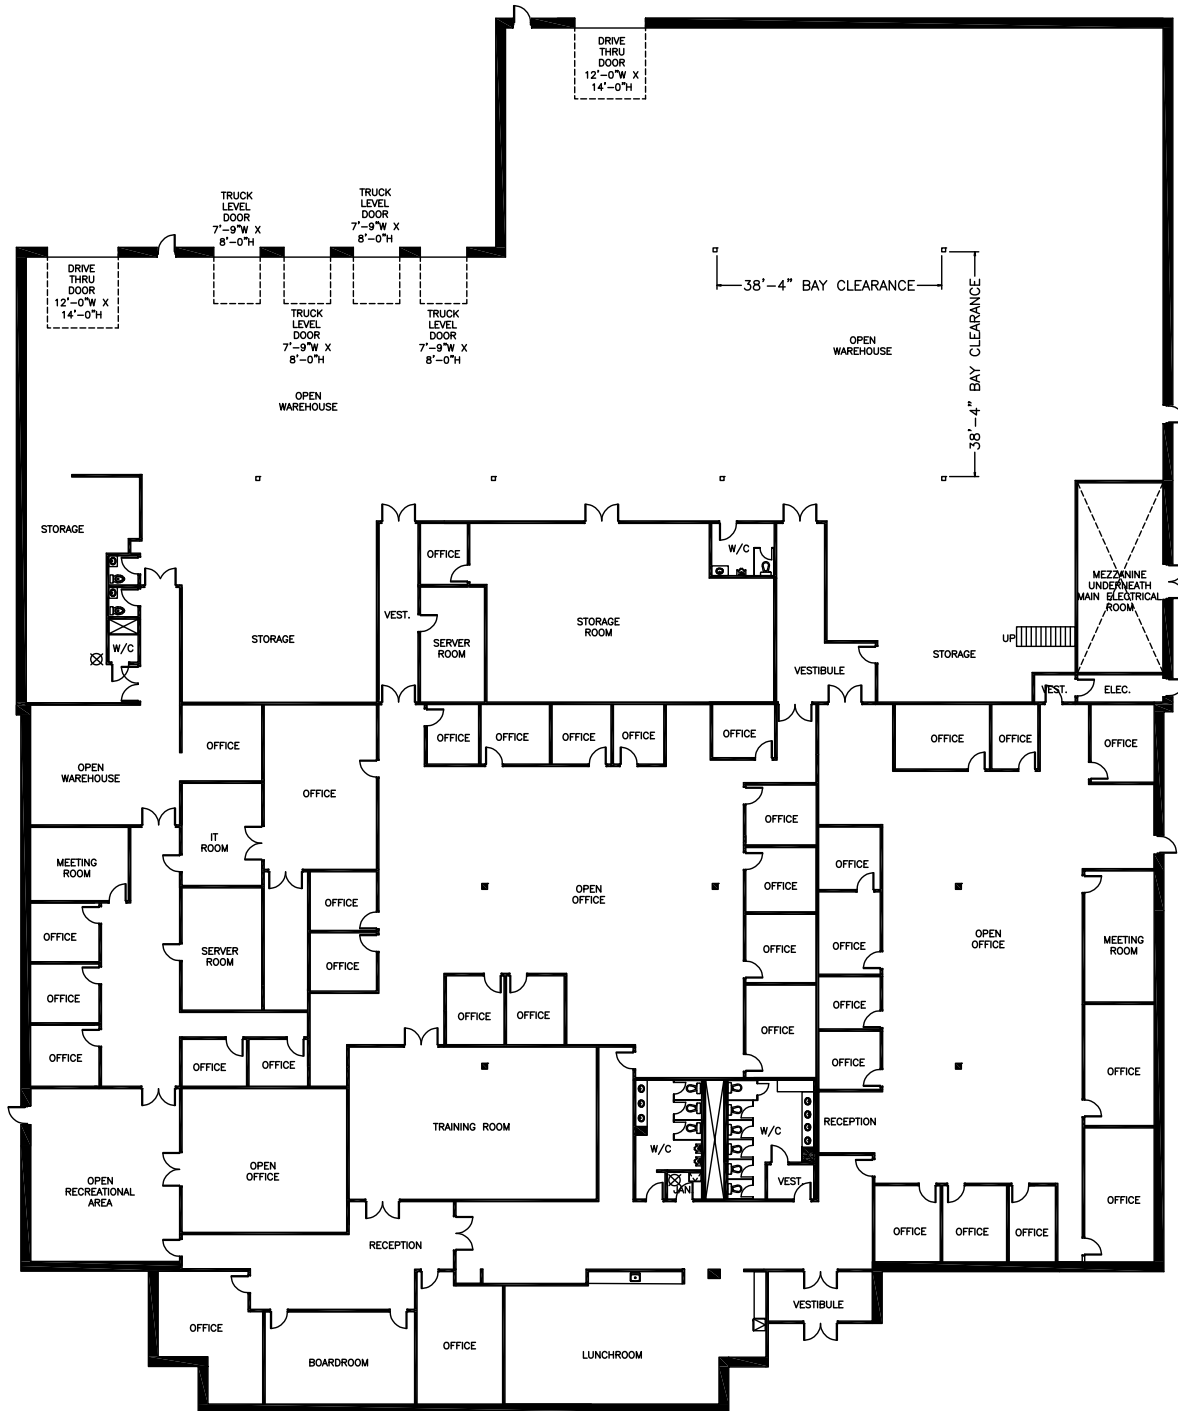 DRIVE
THRU
DOOR
12'-0"W X
14'-0"H
TRUCK
LEVEL
DOOR
7'-9"W X
8'-0"H
TRUCK
LEVEL
DOOR
7'-9"W X
8'-0"H
DRIVE
THRU
DOOR
12'-0"W X
14'-0"H
TRUCK
LEVEL
DOOR
7'-9"W X
8'-0"H
TRUCK
LEVEL
DOOR
7'-9"W X
8'-0"H
38'-4" BAY CLEARANCE
38'-4" BAY CLEARANCE
OPEN
WAREHOUSE
OPEN
WAREHOUSE
STORAGE
OFFICE
W/C
MEZZANINE
UNDERNEATH
MAIN ELECTRICAL
ROOM
VEST.
STORAGE
ROOM
STORAGE
UP
W/C
SERVER
ROOM
STORAGE
VESTIBULE
VEST.
ELEC.
OFFICE
OFFICE
OFFICE
OFFICE
OFFICE
OFFICE
OFFICE
OFFICE
OFFICE
OPEN
WAREHOUSE
OFFICE
OFFICE
IT
ROOM
MEETING
ROOM
OFFICE
OFFICE
OFFICE
OPEN
OFFICE
OFFICE
OFFICE
OFFICE
OFFICE
OPEN
OFFICE
MEETING
ROOM
SERVER
ROOM
OFFICE
OFFICE
OFFICE
OFFICE
OFFICE
OFFICE
OFFICE
OFFICE
OFFICE
OFFICE
OFFICE
OFFICE
OFFICE
TRAINING ROOM
W/C
W/C
RECEPTION
OPEN
OFFICE
OPEN
RECREATIONAL
AREA
JAN.
VEST.
OFFICE
OFFICE
OFFICE
OFFICE
RECEPTION
VESTIBULE
OFFICE
OFFICE
BOARDROOM
LUNCHROOM